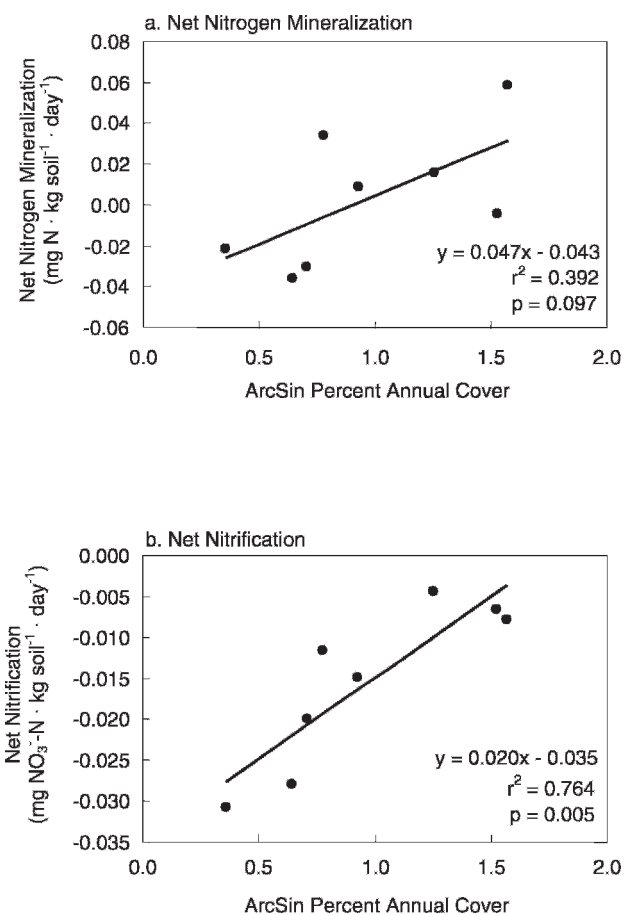 a. Net Nitrogen Mineralization
Net Nitrogen Mineralization
(mg N · kg soil⁻¹ · day⁻¹)
0.08
0.06
0.04
0.02
0.00
-0.02
-0.04
-0.06
y = 0.047x - 0.043
r² = 0.392
p = 0.097
0.0 0.5 1.0 1.5 2.0
ArcSin Percent Annual Cover
b. Net Nitrification
Net Nitrification
(mg NO₃⁻-N · kg soil⁻¹ · day⁻¹)
0.000
-0.005
-0.010
-0.015
-0.020
-0.025
-0.030
-0.035
y = 0.020x - 0.035
r² = 0.764
p = 0.005
0.0 0.5 1.0 1.5 2.0
ArcSin Percent Annual Cover